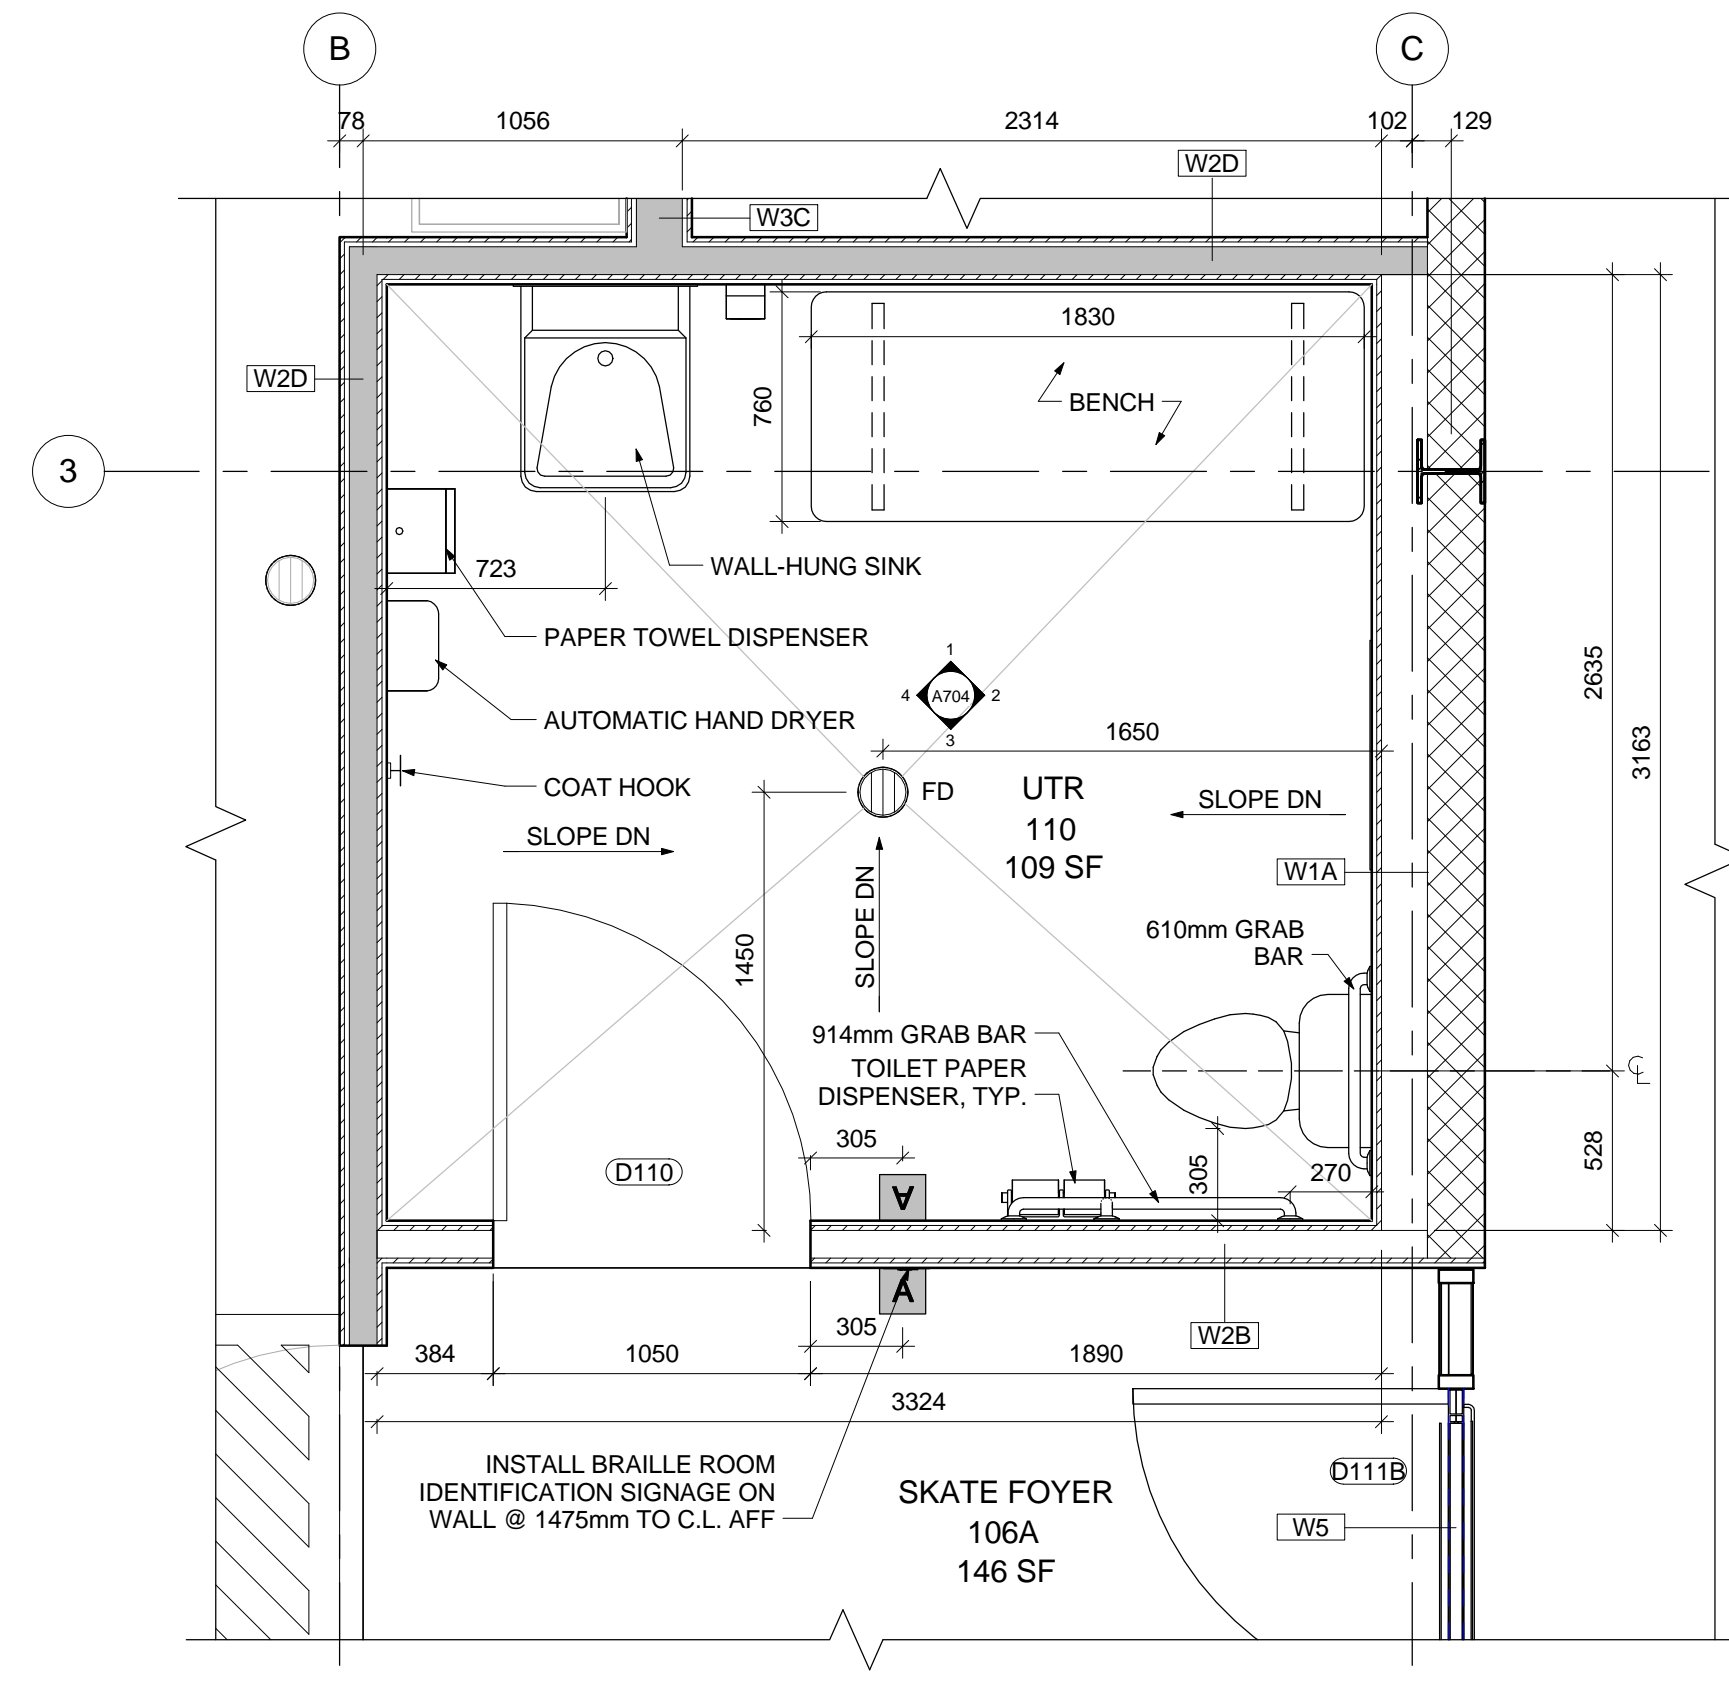 B
C
78
1056
2314
102
129
W2D
W3C
1830
W2D
760
BENCH
3
723
WALL-HUNG SINK
PAPER TOWEL DISPENSER
2635
1
4
A704
2
3
AUTOMATIC HAND DRYER
1650
3163
COAT HOOK
FD
UTR
110
109 SF
SLOPE DN
SLOPE DN
SLOPE DN
W1A
1450
610mm GRAB
BAR
914mm GRAB BAR
TOILET PAPER
DISPENSER, TYP.
CL
305
528
D110
305
270
A
A
305
W2B
384
1050
1890
3324
INSTALL BRAILLE ROOM
IDENTIFICATION SIGNAGE ON
WALL @ 1475mm TO C.L. AFF
SKATE FOYER
106A
146 SF
D111B
W5